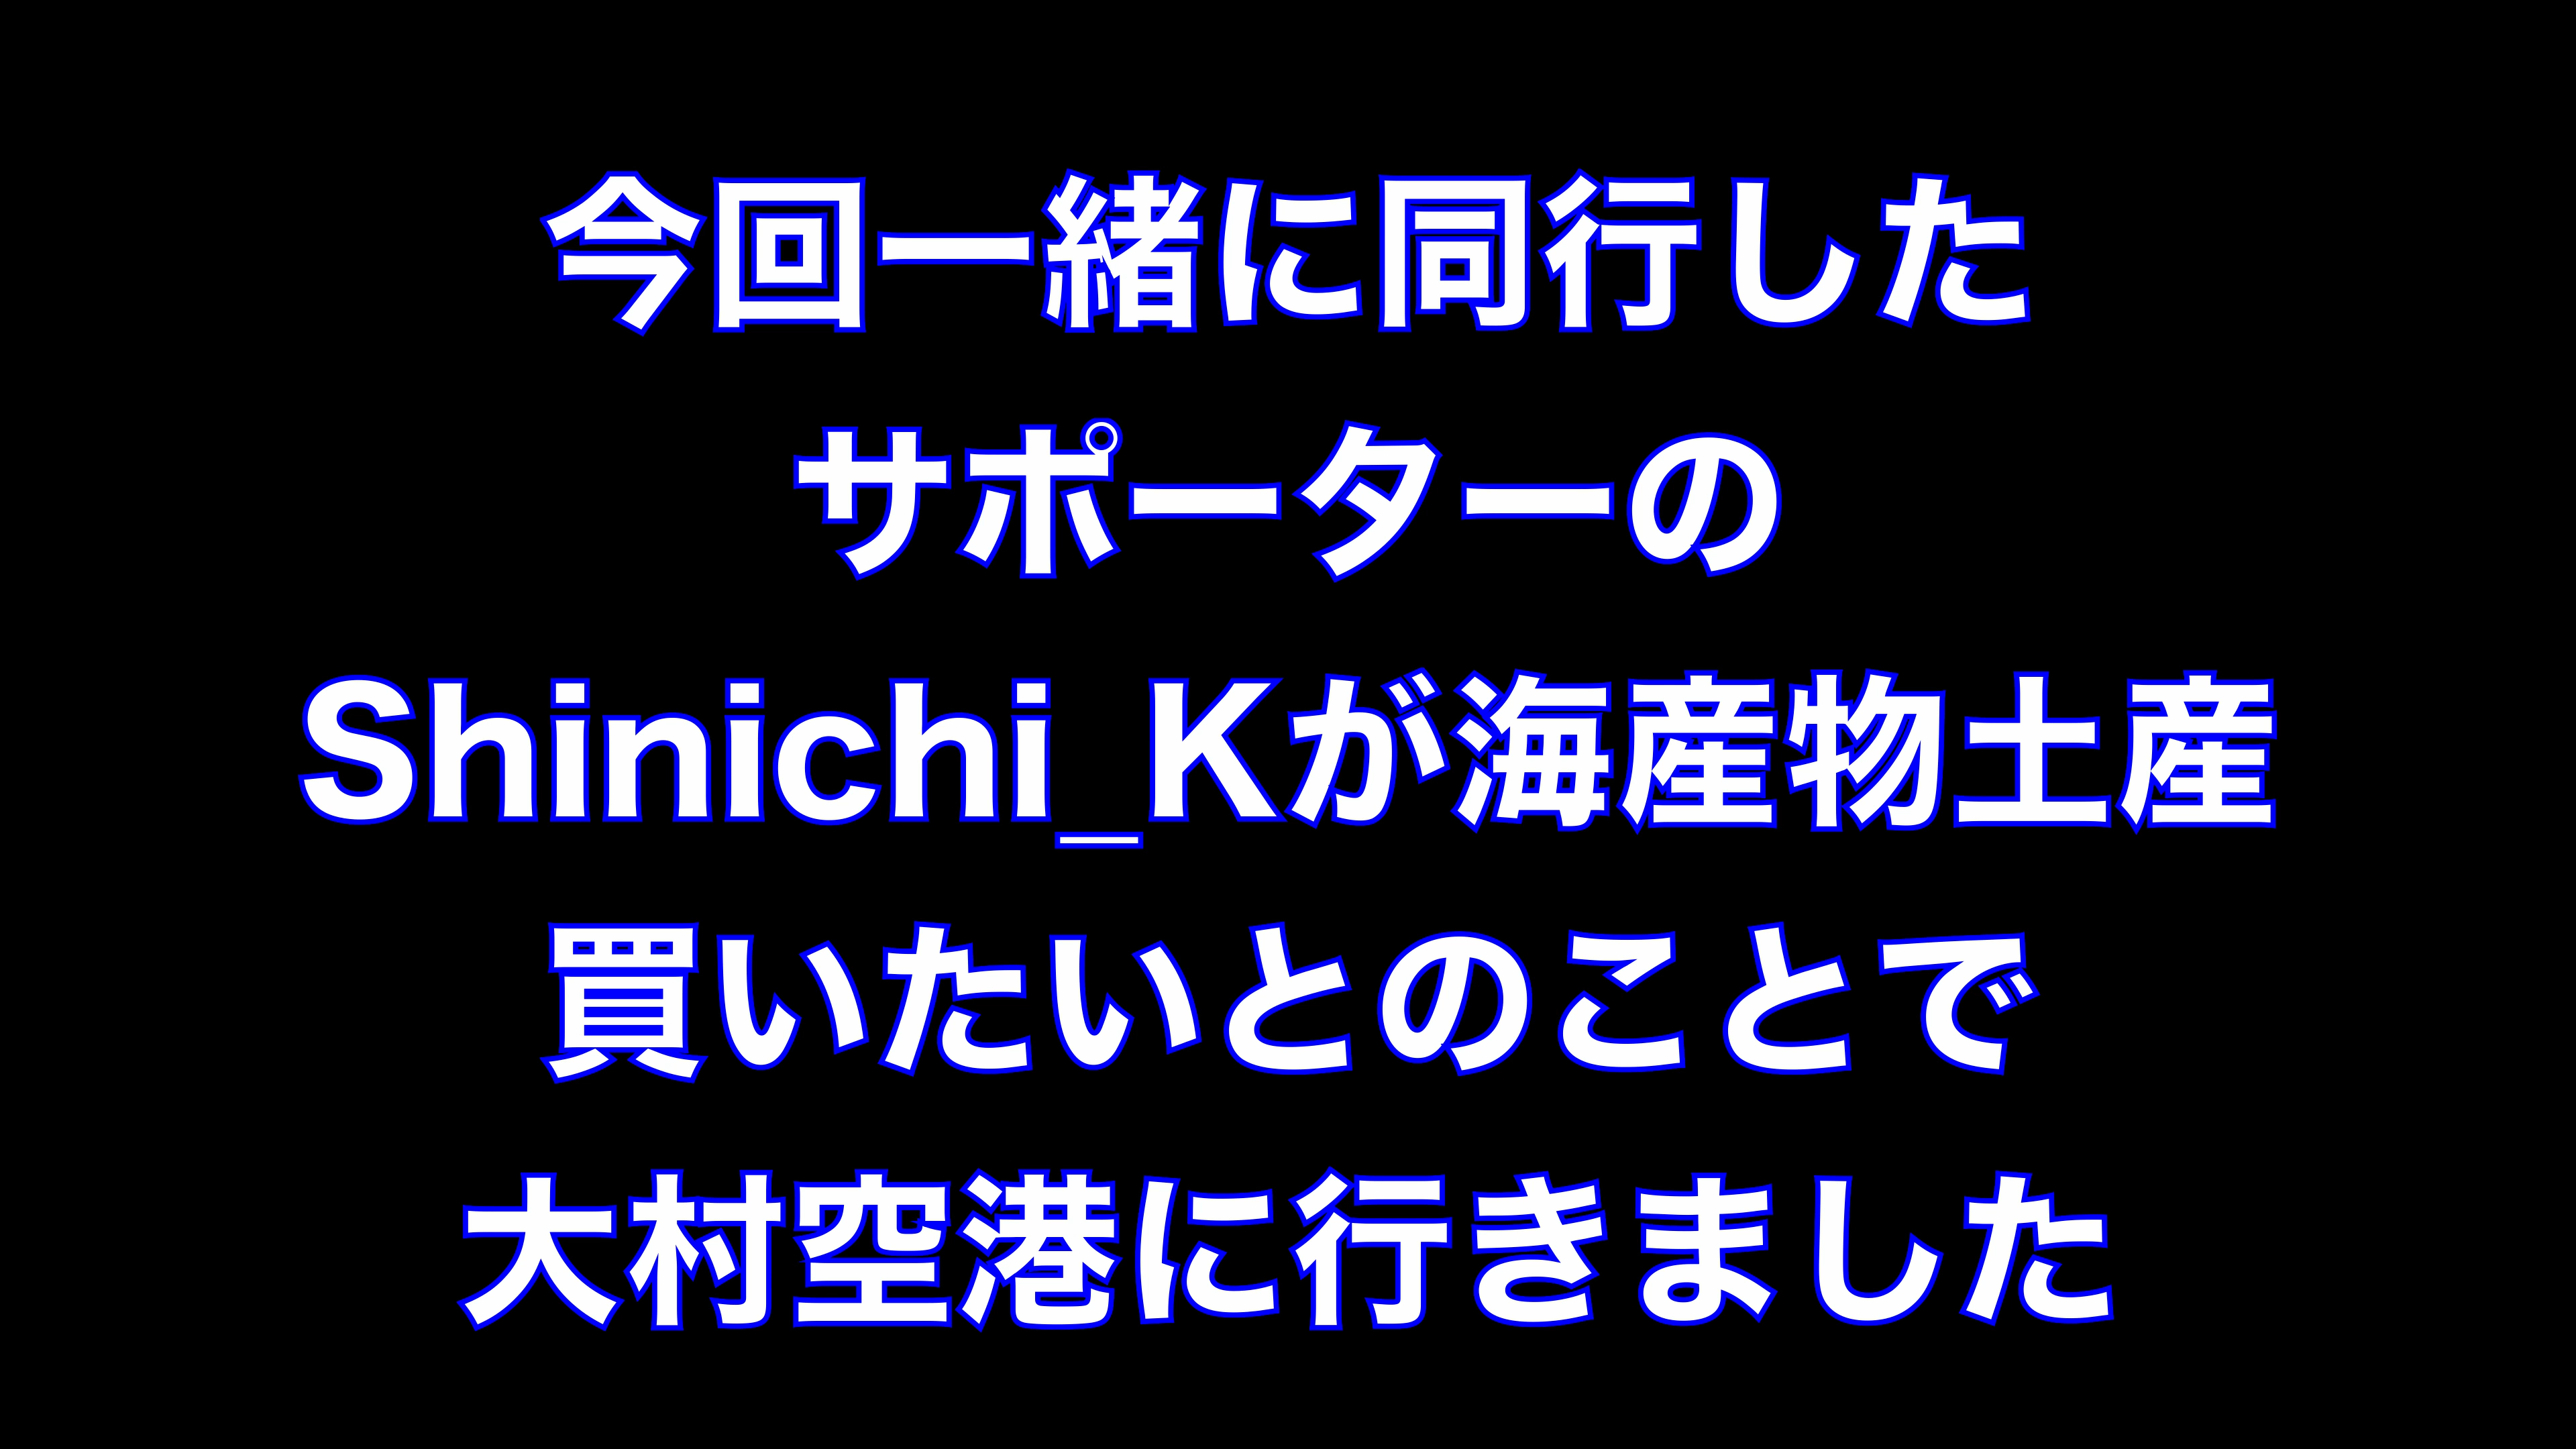 今回一緒に同行した
サポーターの
Shinichi_Kが海産物土産
買いたいとのことで
大村空港に行きました